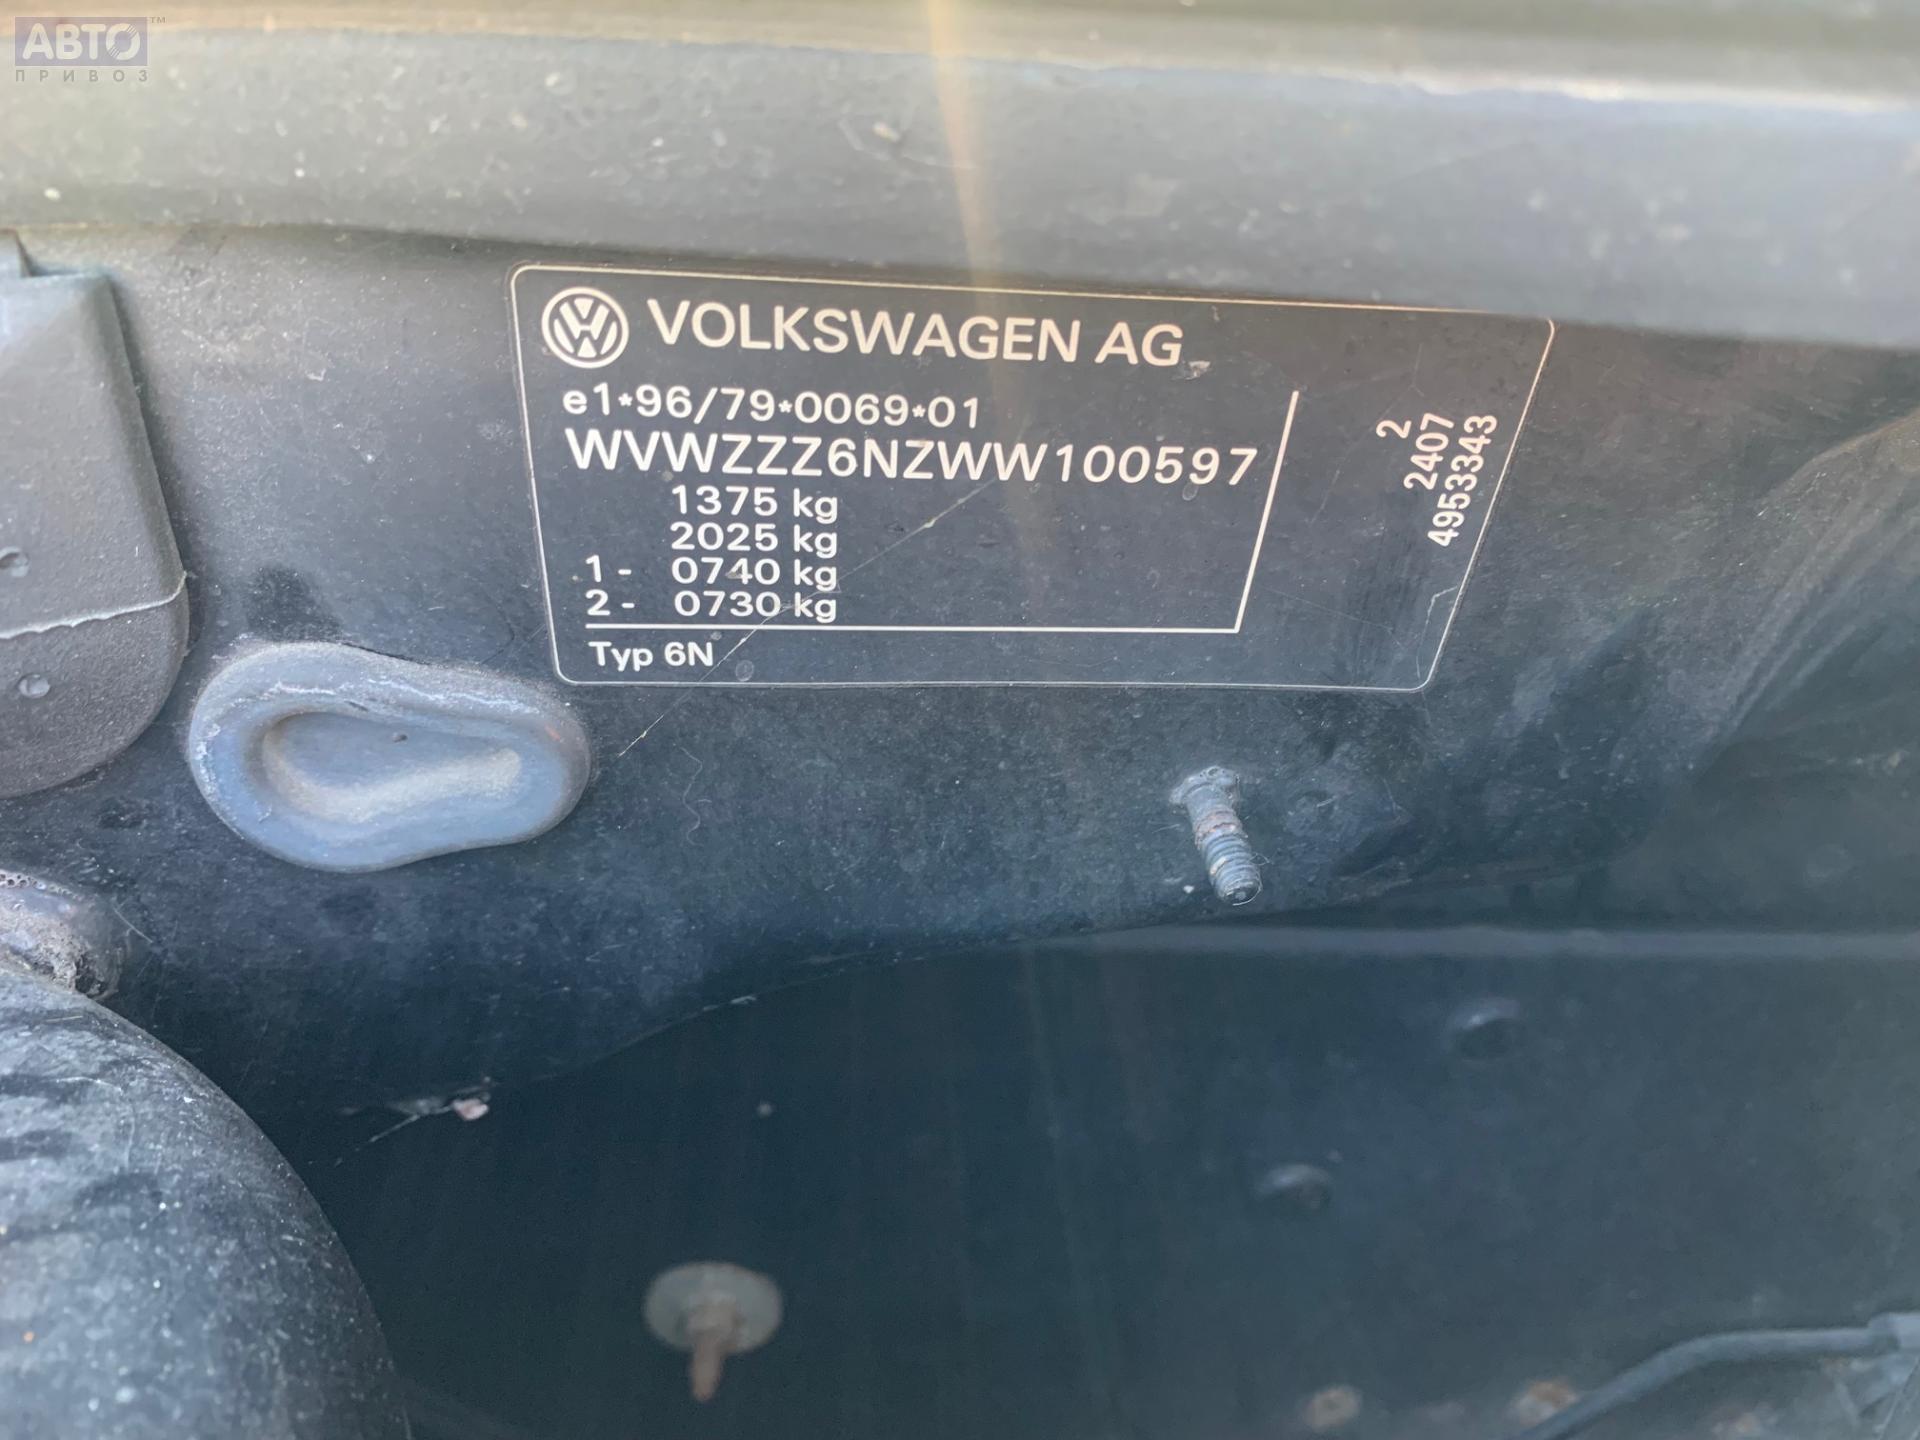 АВТО™
ПРИВОЗ
VOLKSWAGEN AG
e1*96/79*0069*01
WVWZZZ6NZWW100597
1375 kg
2025 kg
1- 0740 kg
2- 0730 kg
Typ 6N
2
2407
4953343